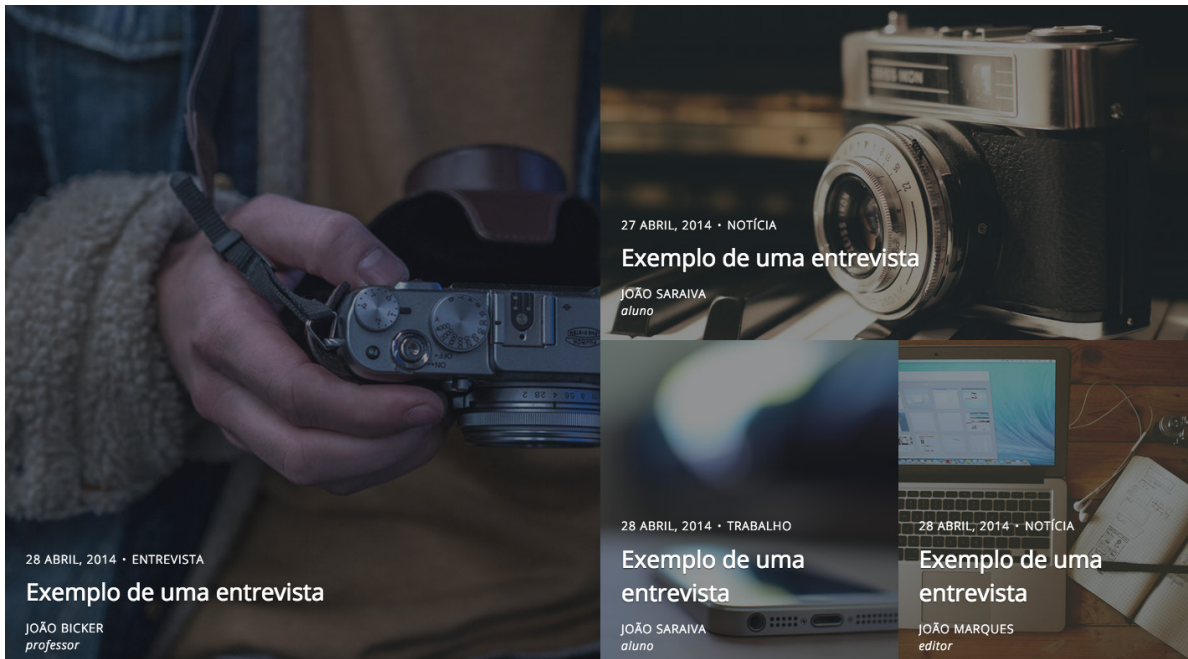 28 ABRIL, 2014 • ENTREVISTA
Exemplo de uma entrevista
JOÃO BICKER
professor
27 ABRIL, 2014 • NOTÍCIA
Exemplo de uma entrevista
JOÃO SARAIVA
aluno
28 ABRIL, 2014 • TRABALHO
Exemplo de uma
entrevista
JOÃO SARAIVA
aluno
28 ABRIL, 2014 • NOTÍCIA
Exemplo de uma
entrevista
JOÃO MARQUES
editor